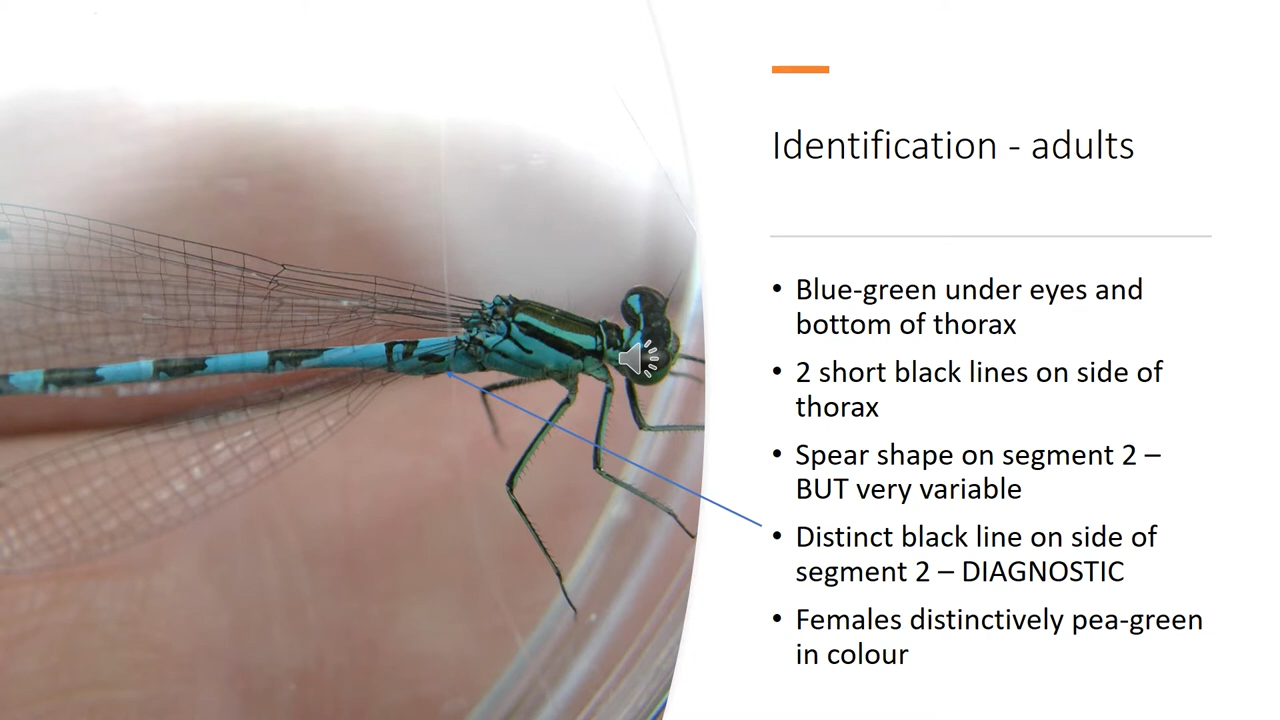 Identification - adults
• Blue-green under eyes and
bottom of thorax
• 2 short black lines on side of
thorax
• Spear shape on segment 2 –
BUT very variable
• Distinct black line on side of
segment 2 – DIAGNOSTIC
• Females distinctively pea-green
in colour